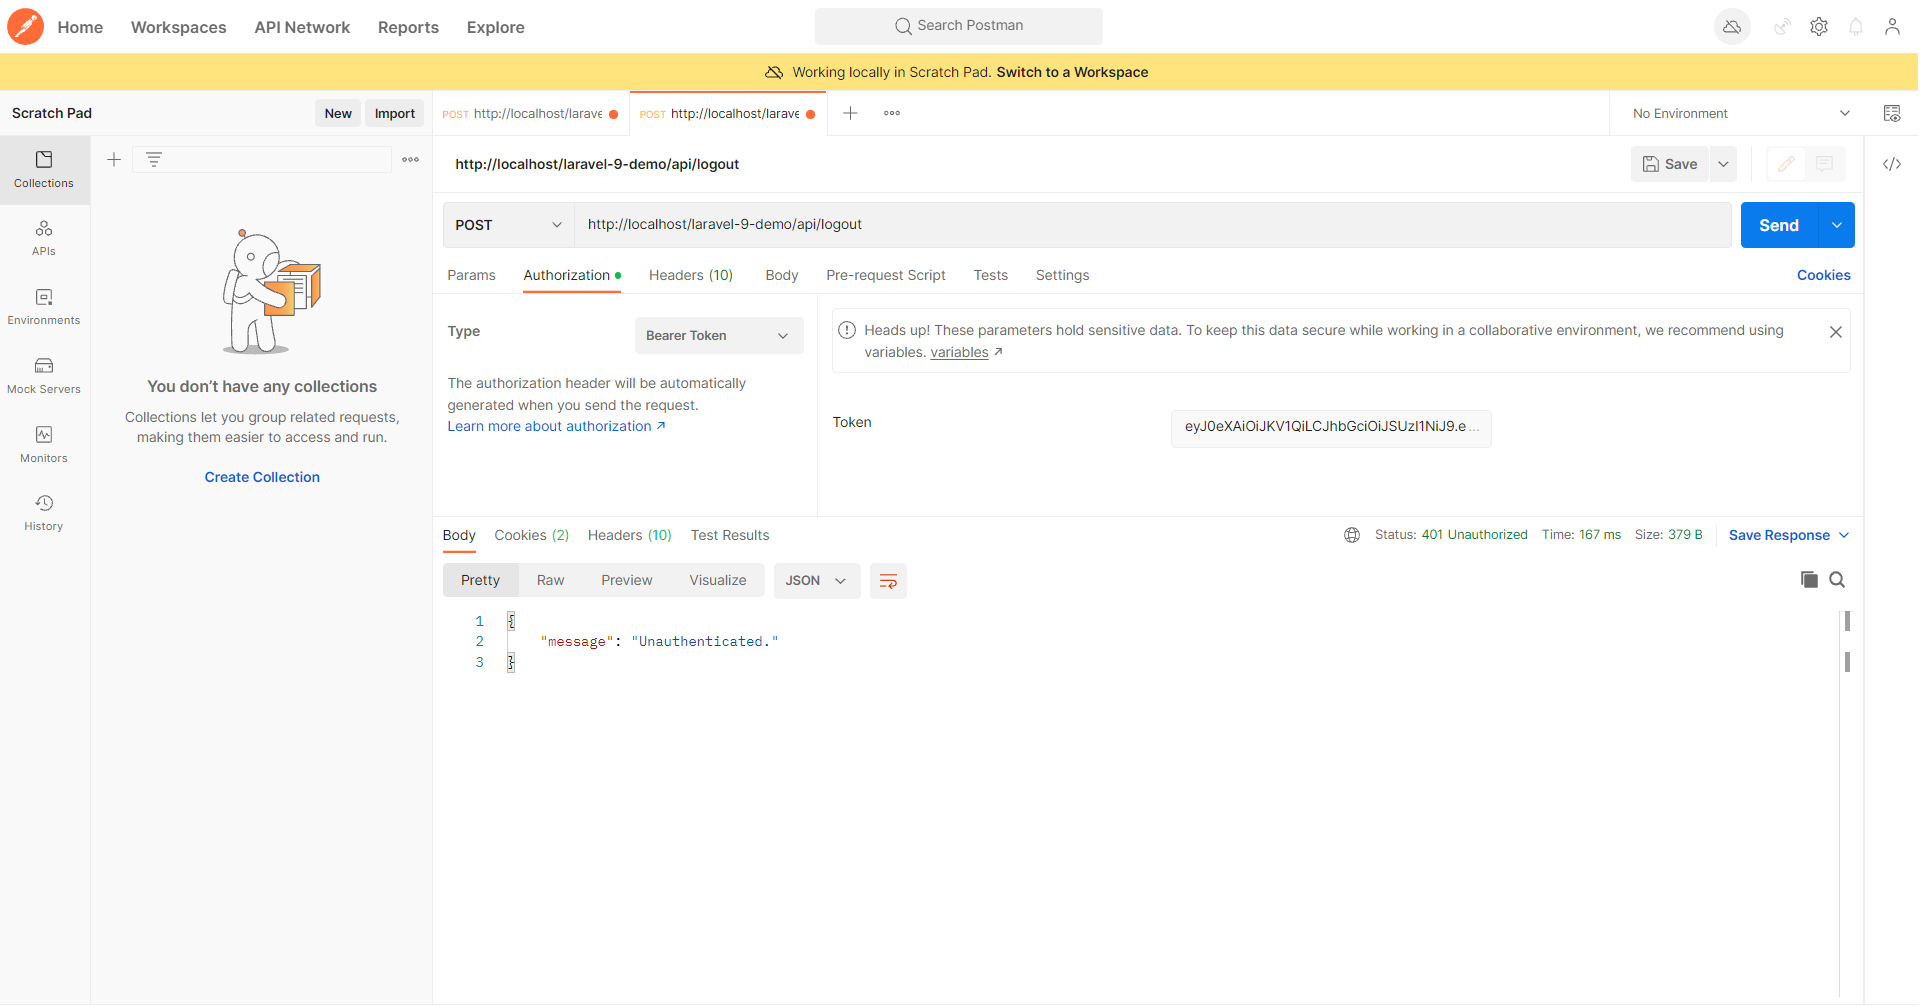 Home
Workspaces
API Network
Reports
Explore
Search Postman
Working locally in Scratch Pad. Switch to a Workspace
Scratch Pad
New
Import
POST http://localhost/larave
POST http://localhost/larave
No Environment
Collections
APIs
Environments
Mock Servers
Monitors
History
You don't have any collections
Collections let you group related requests,
making them easier to access and run.
Create Collection
http://localhost/laravel-9-demo/api/logout
Save
POST
http://localhost/laravel-9-demo/api/logout
Send
Params
Authorization
Headers (10)
Body
Pre-request Script
Tests
Settings
Cookies
Type
Bearer Token
The authorization header will be automatically
generated when you send the request.
Learn more about authorization ↗
Heads up! These parameters hold sensitive data. To keep this data secure while working in a collaborative environment, we recommend using
variables. variables ↗
Token
eyJ0eXAiOiJKV1QiLCJhbGciOiJSUzI1NiJ9.e ...
Body
Cookies (2)
Headers (10)
Test Results
Status: 401 Unauthorized
Time: 167 ms
Size: 379 B
Save Response
Pretty
Raw
Preview
Visualize
JSON
1 {
2 "message": "Unauthenticated."
3 }